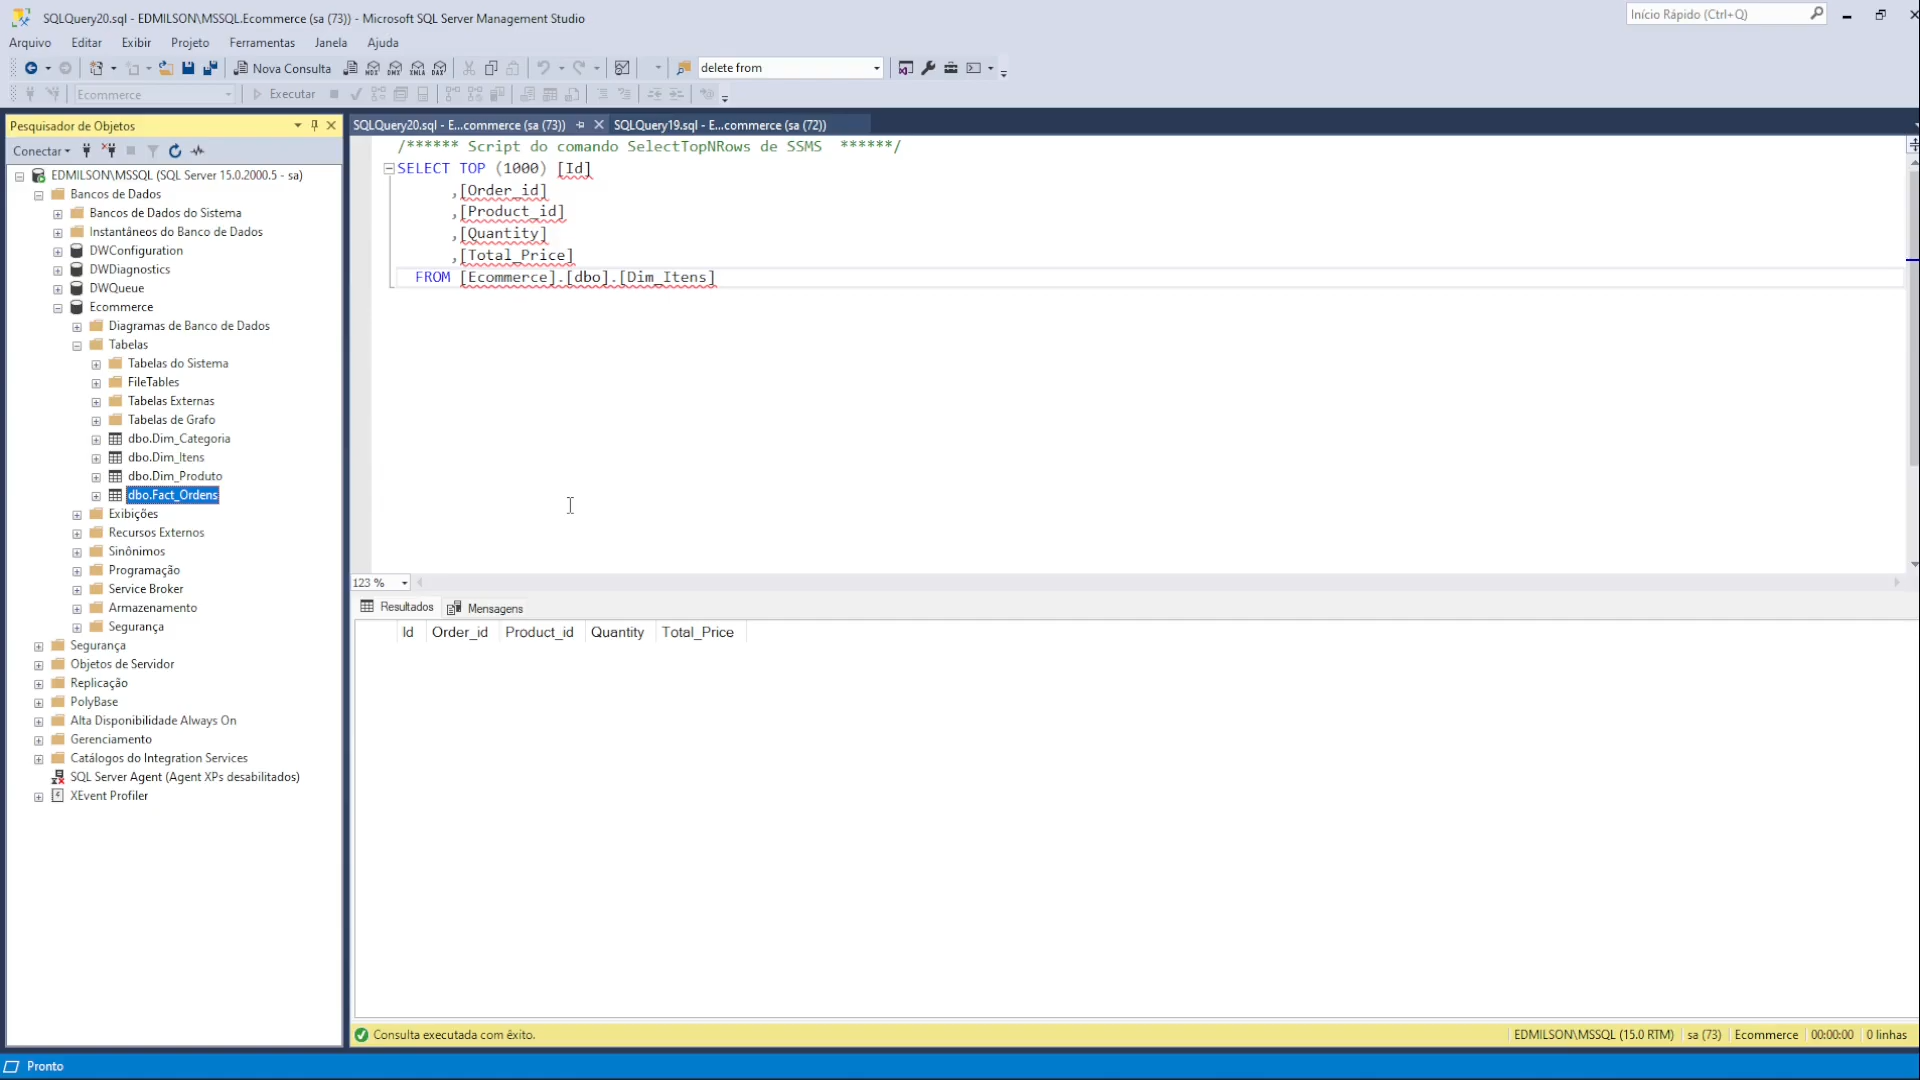 SQLQuery20.sql - EDMILSON\MSSQL.Ecommerce (sa (73)) - Microsoft SQL Server Management Studio
Início Rápido (Ctrl+Q)
Arquivo Editar Exibir Projeto Ferramentas Janela Ajuda
Nova Consulta
delete from
Ecommerce
Executar
Pesquisador de Objetos
Conectar
EDMILSON\MSSQL (SQL Server 15.0.2000.5 - sa)
Bancos de Dados
Bancos de Dados do Sistema
Instantâneos do Banco de Dados
DWConfiguration
DWDiagnostics
DWQueue
Ecommerce
Diagramas de Banco de Dados
Tabelas
Tabelas do Sistema
FileTables
Tabelas Externas
Tabelas de Grafo
dbo.Dim_Categoria
dbo.Dim_Itens
dbo.Dim_Produto
dbo.Fact_Ordens
Exibições
Recursos Externos
Sinônimos
Programação
Service Broker
Armazenamento
Segurança
Segurança
Objetos de Servidor
Replicação
PolyBase
Alta Disponibilidade Always On
Gerenciamento
Catálogos do Integration Services
SQL Server Agent (Agent XPs desabilitados)
XEvent Profiler
SQLQuery20.sql - E...commerce (sa (73)) SQLQuery19.sql - E...commerce (sa (72))
/****** Script do comando SelectTopNRows de SSMS ******/
SELECT TOP (1000) [Id]
,[Order_id]
,[Product_id]
,[Quantity]
,[Total_Price]
FROM [Ecommerce].[dbo].[Dim_Itens]
123 %
Resultados Mensagens
Id Order_id Product_id Quantity Total_Price
Consulta executada com êxito.
EDMILSON\MSSQL (15.0 RTM) sa (73) Ecommerce 00:00:00 0 linhas
Pronto